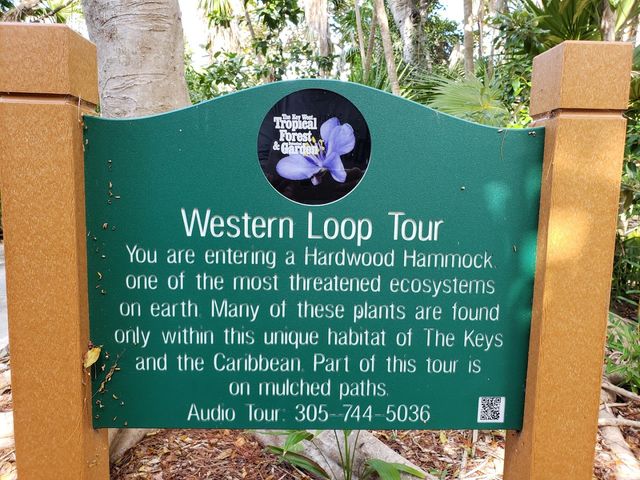 The Key West
Tropical
Forest
& Garden
Western Loop Tour
You are entering a Hardwood Hammock,
one of the most threatened ecosystems
on earth. Many of these plants are found
only within this unique habitat of The Keys
and the Caribbean. Part of this tour is
on mulched paths.
Audio Tour: 305-744-5036